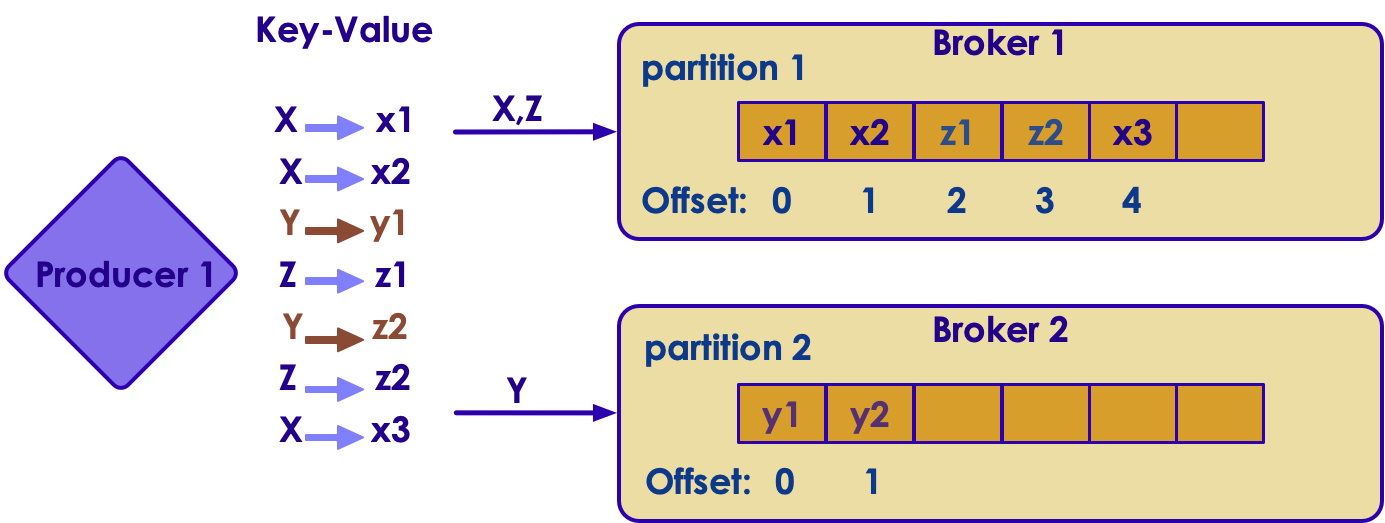 Key-Value
X x1
X x2
Y y1
Z z1
Y z2
Z z2
X x3
Producer 1
X,Z
Y
Broker 1
partition 1
x1 x2 z1 z2 x3
Offset: 0 1 2 3 4
Broker 2
partition 2
y1 y2
Offset: 0 1